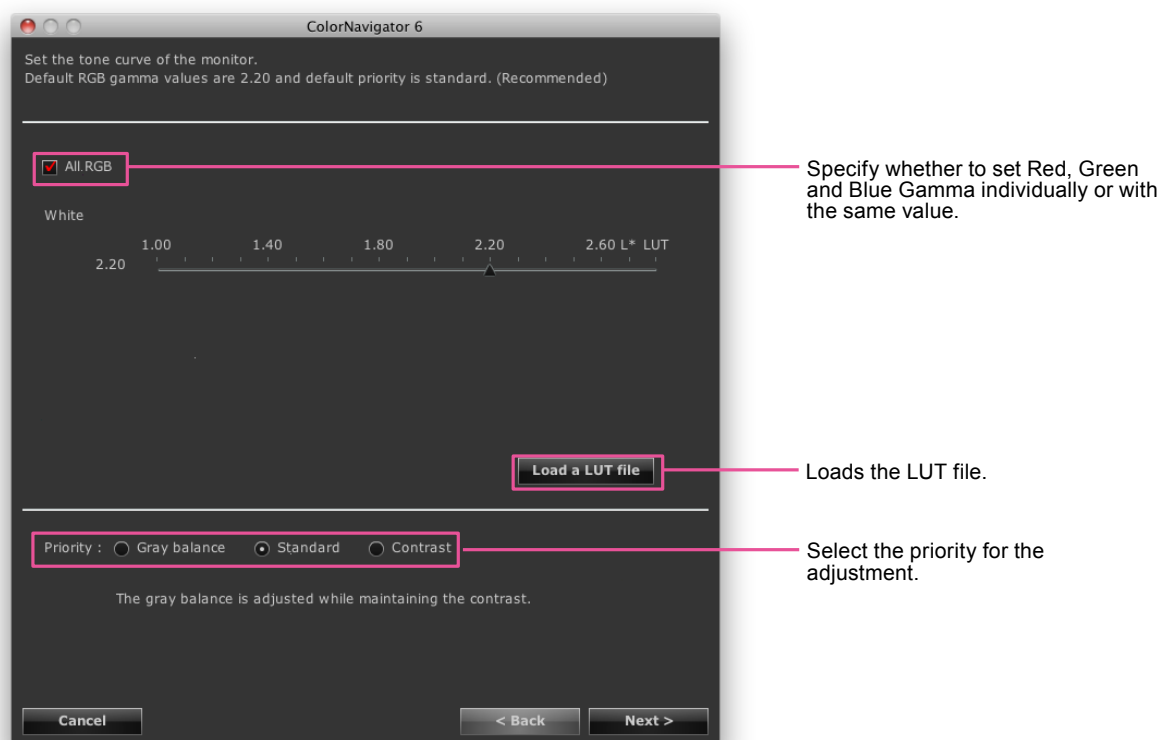 ColorNavigator 6
Set the tone curve of the monitor.
Default RGB gamma values are 2.20 and default priority is standard. (Recommended)
All.RGB
Specify whether to set Red, Green
and Blue Gamma individually or with
the same value.
White
1.00 1.40 1.80 2.20 2.60 L* LUT
2.20
Load a LUT file
Loads the LUT file.
Priority : Gray balance Standard Contrast
Select the priority for the
adjustment.
The gray balance is adjusted while maintaining the contrast.
Cancel < Back Next >